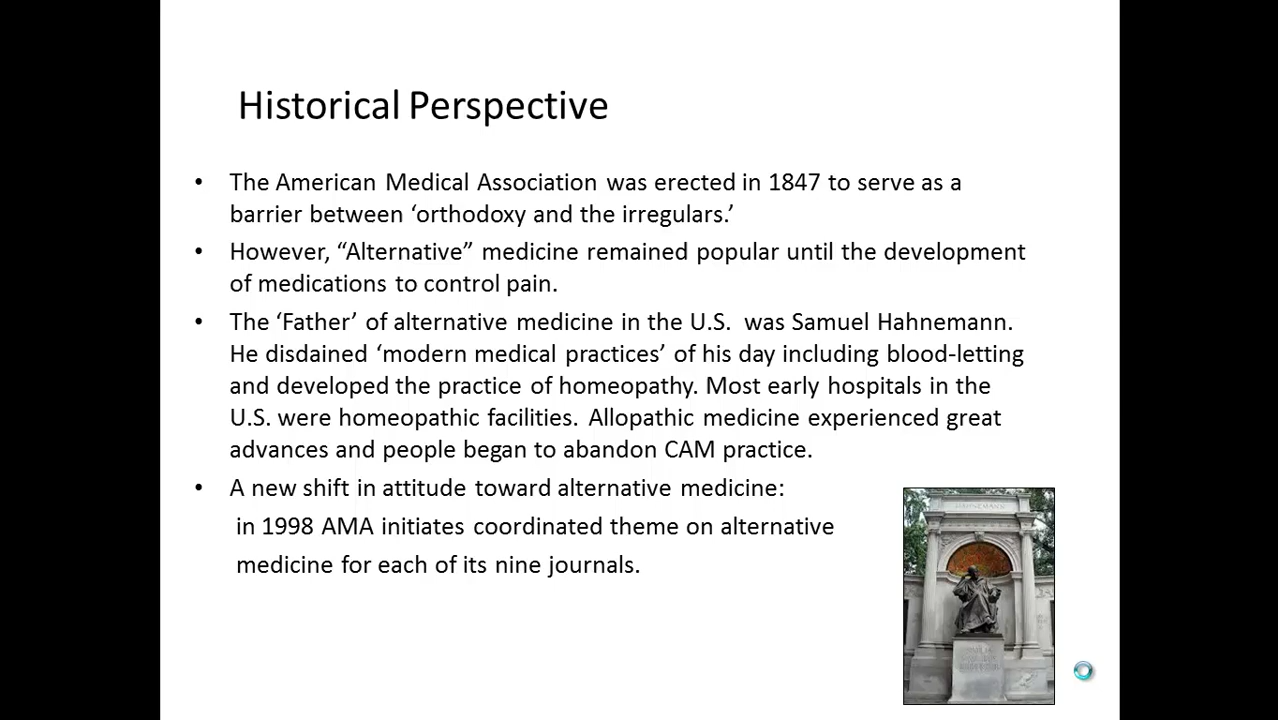 Historical Perspective
• The American Medical Association was erected in 1847 to serve as a
barrier between ‘orthodoxy and the irregulars.’
• However, “Alternative” medicine remained popular until the development
of medications to control pain.
• The ‘Father’ of alternative medicine in the U.S. was Samuel Hahnemann.
He disdained ‘modern medical practices’ of his day including blood-letting
and developed the practice of homeopathy. Most early hospitals in the
U.S. were homeopathic facilities. Allopathic medicine experienced great
advances and people began to abandon CAM practice.
• A new shift in attitude toward alternative medicine:
in 1998 AMA initiates coordinated theme on alternative
medicine for each of its nine journals.
HAHNEMANN